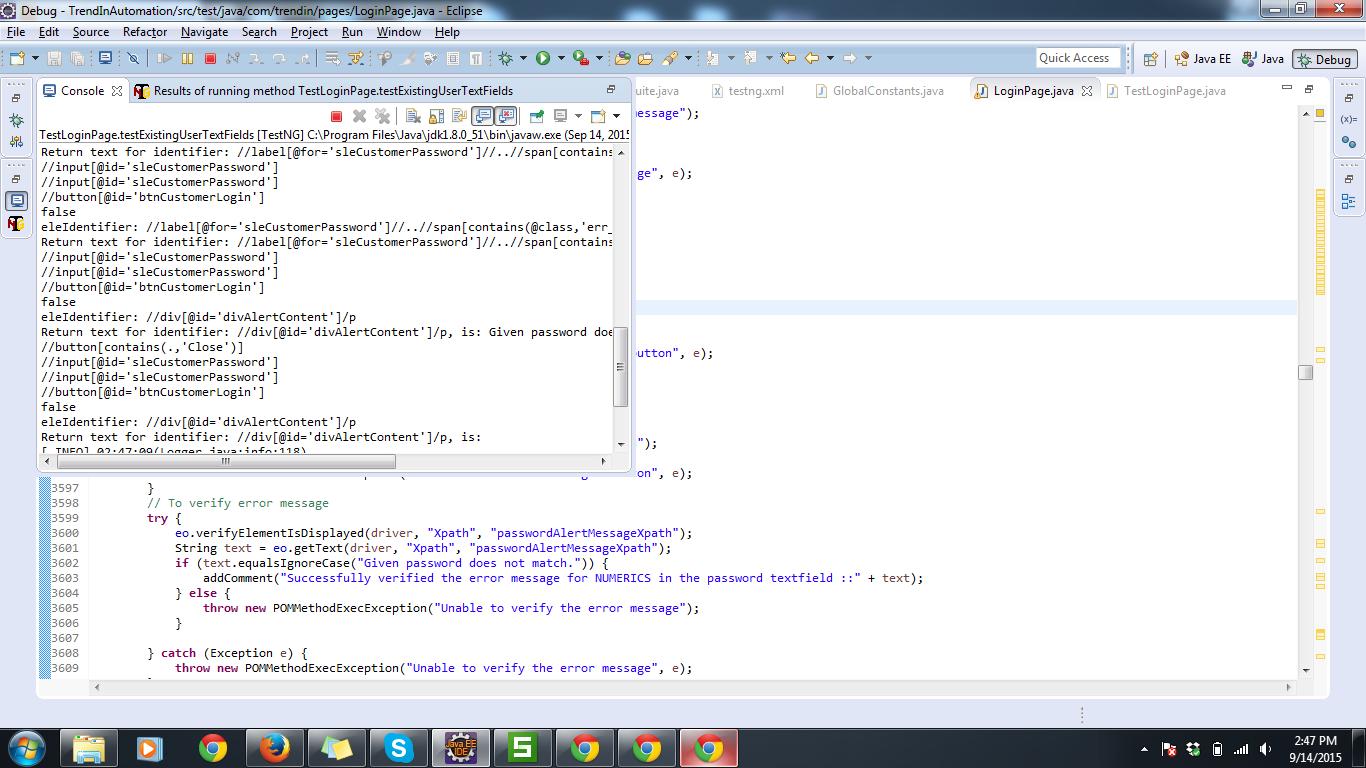 Debug - TrendInAutomation/src/test/java/com/trendin/pages/LoginPage.java - Eclipse
File Edit Source Refactor Navigate Search Project Run Window Help
Quick Access Java EE Java Debug
Console Results of running method TestLoginPage.testExistingUserTextFields
uite.java testng.xml GlobalConstants.java LoginPage.java TestLoginPage.java
TestLoginPage.testExistingUserTextFields [TestNG] C:\Program Files\Java\jdk1.8.0_51\bin\javaw.exe (Sep 14, 2015
Return text for identifier: //label[@for='sleCustomerPassword']//..//span[contains
//input[@id='sleCustomerPassword']
//input[@id='sleCustomerPassword']
//button[@id='btnCustomerLogin']
false
eleIdentifier: //label[@for='sleCustomerPassword']//..//span[contains(@class,'err_
Return text for identifier: //label[@for='sleCustomerPassword']//..//span[contains
//input[@id='sleCustomerPassword']
//input[@id='sleCustomerPassword']
//button[@id='btnCustomerLogin']
false
eleIdentifier: //div[@id='divAlertContent']/p
Return text for identifier: //div[@id='divAlertContent']/p, is: Given password doe
//button[contains(.,'Close')]
//input[@id='sleCustomerPassword']
//input[@id='sleCustomerPassword']
//button[@id='btnCustomerLogin']
false
eleIdentifier: //div[@id='divAlertContent']/p
Return text for identifier: //div[@id='divAlertContent']/p, is:
[ INFO] 02:47:09(Logger.java:info:118)
essage");
ge", e);
utton", e);
");
on", e);
3597 }
3598 // To verify error message
3599 try {
3600 eo.verifyElementIsDisplayed(driver, "Xpath", "passwordAlertMessageXpath");
3601 String text = eo.getText(driver, "Xpath", "passwordAlertMessageXpath");
3602 if (text.equalsIgnoreCase("Given password does not match.")) {
3603 addComment("Successfully verified the error message for NUMERICS in the password textfield ::" + text);
3604 } else {
3605 throw new POMMethodExecException("Unable to verify the error message");
3606 }
3607
3608 } catch (Exception e) {
3609 throw new POMMethodExecException("Unable to verify the error message", e);
Java EE
IDE
S
2:47 PM
9/14/2015